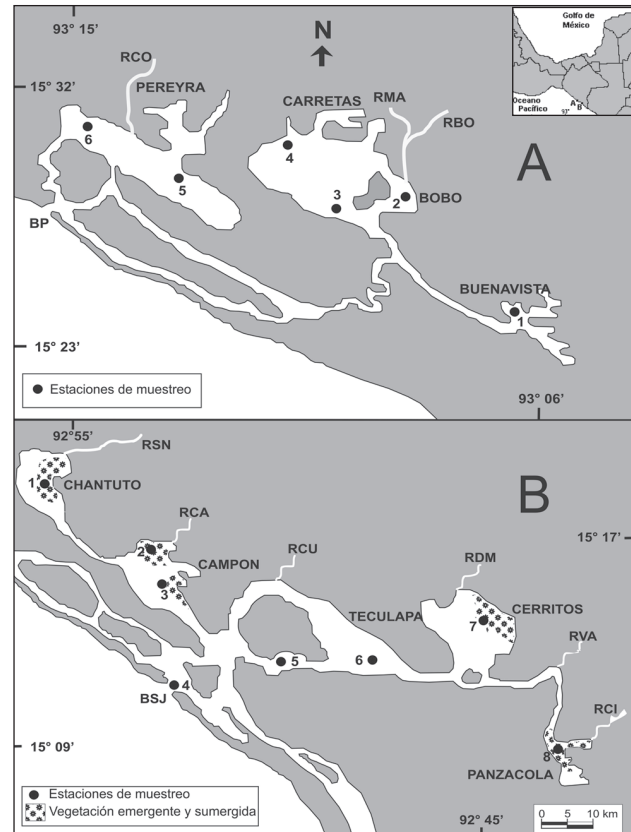 93° 15'
N
Golfo de
México
Oceano
Pacífico
A
B
93°
RCO
15° 32'
PEREYRA
CARRETAS
RMA
RBO
A
6
4
5
3
2
BOBO
BP
BUENAVISTA
1
15° 23'
Estaciones de muestreo
93° 06'
92° 55'
RSN
B
1
CHANTUTO
RCA
15° 17'
2
CAMPON
RCU
RDM
3
TECULAPA
CERRITOS
7
RVA
5
6
4
BSJ
RCI
15° 09'
8
PANZACOLA
Estaciones de muestreo
Vegetación emergente y sumergida
0 5 10 km
92° 45'